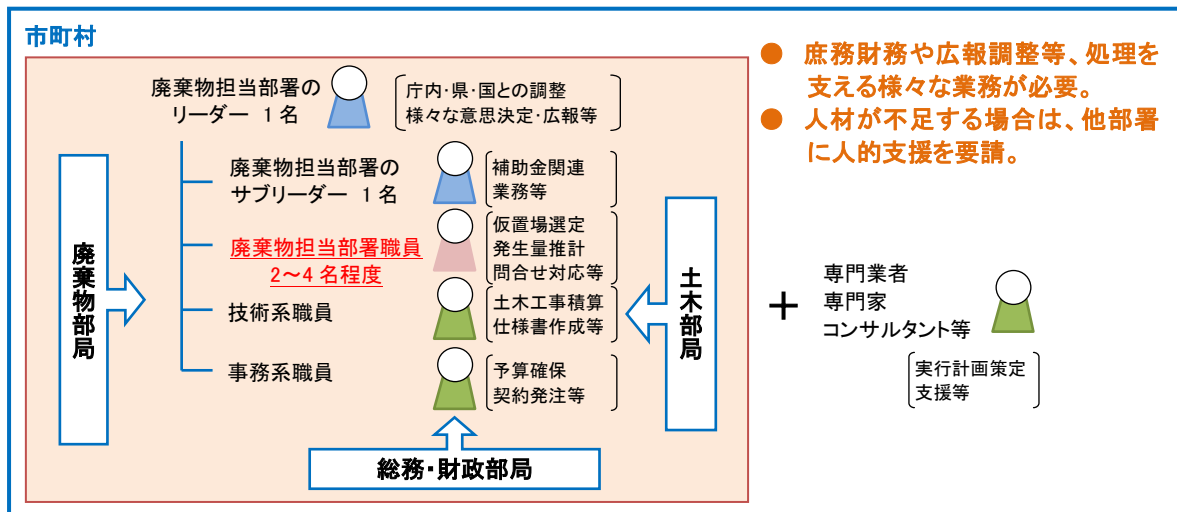 市町村
廃棄物担当部署の
リーダー 1名
庁内・県・国との調整
様々な意思決定・広報等
廃棄物担当部署の
サブリーダー 1名
補助金関連
業務等
廃棄物担当部署職員
2~4名程度
仮置場選定
発生量推計
問合せ対応等
技術系職員
土木工事積算
仕様書作成等
事務系職員
予算確保
契約発注等
廃棄物部局
土木部局
総務・財政部局
● 庶務財務や広報調整等、処理を
支える様々な業務が必要。
● 人材が不足する場合は、他部署
に人的支援を要請。
+
専門業者
専門家
コンサルタント等
実行計画策定
支援等